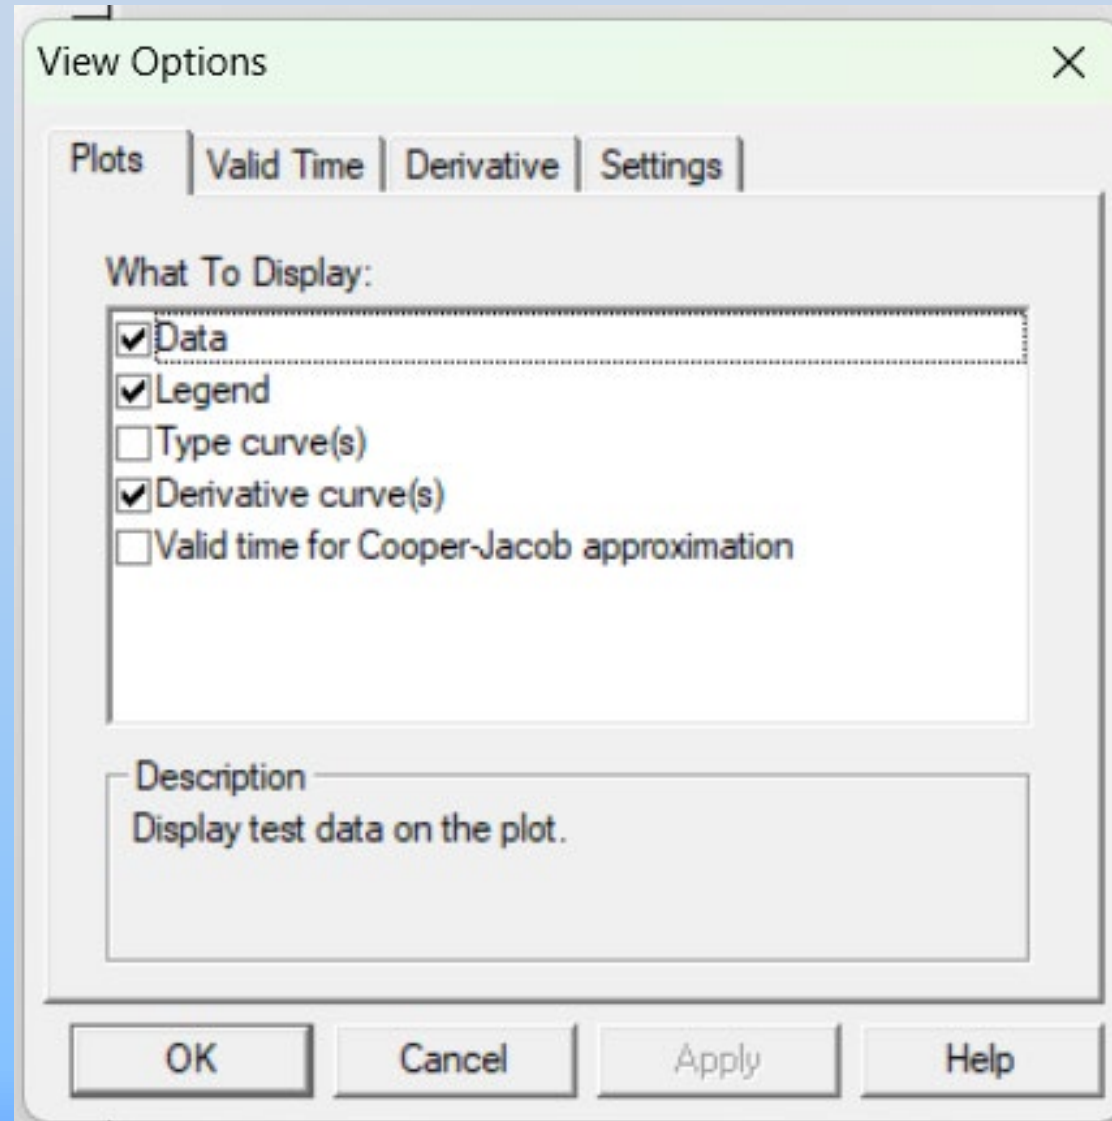 View Options
Plots
Valid Time
Derivative
Settings
What To Display:
Data
Legend
Type curve(s)
Derivative curve(s)
Valid time for Cooper-Jacob approximation
Description
Display test data on the plot.
OK
Cancel
Apply
Help